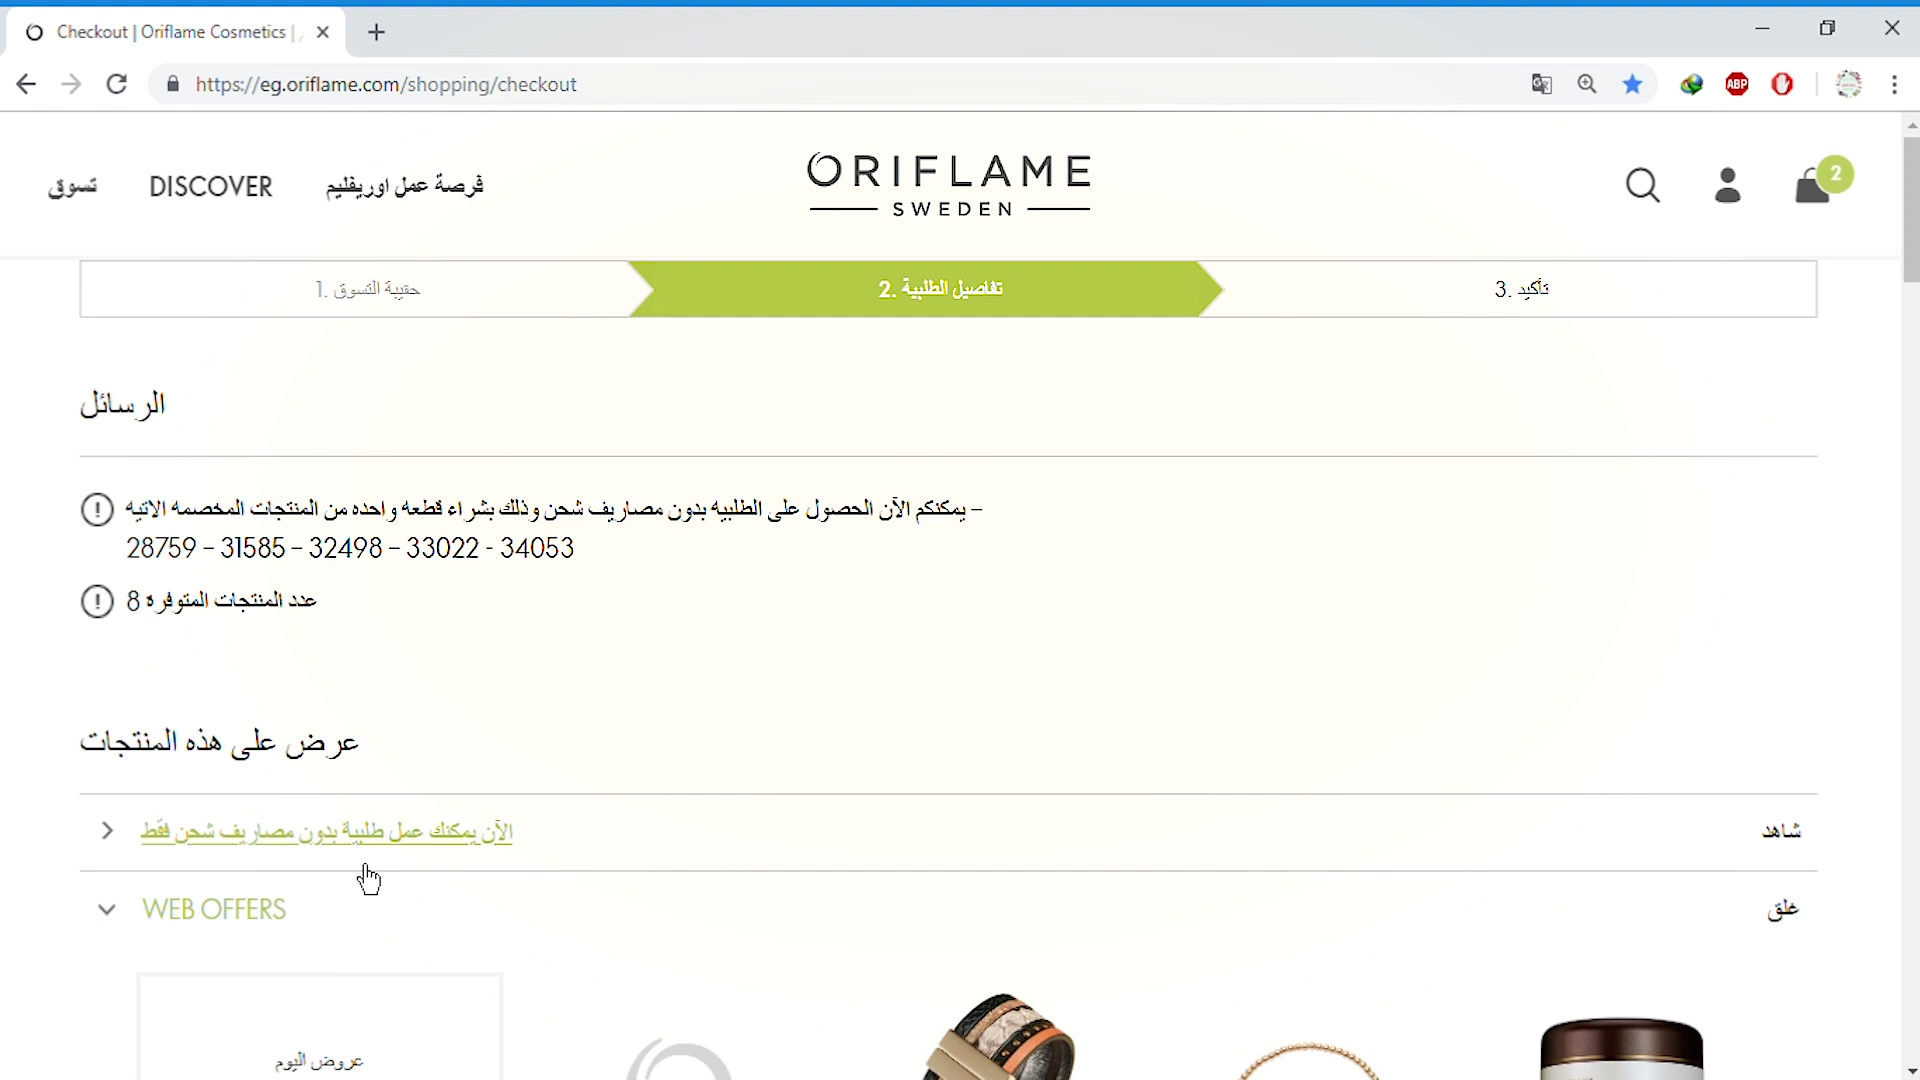 Checkout | Oriflame Cosmetics |
https://eg.oriflame.com/shopping/checkout
ABP
تسوق
DISCOVER
فرصة عمل اوريفليم
ORIFLAME
SWEDEN
2
1. حقيبة التسوق
2. تفاصيل الطلبية
3. تأكيد
الرسائل
– يمكنكم الآن الحصول على الطلبيه بدون مصاريف شحن وذلك بشراء قطعه واحده من المنتجات المخصمه الاتيه
28759 – 31585 – 32498 – 33022 - 34053
عدد المنتجات المتوفره 8
عرض على هذه المنتجات
الآن يمكنك عمل طلبية بدون مصاريف شحن فقط
شاهد
WEB OFFERS
غلق
عروض اليوم